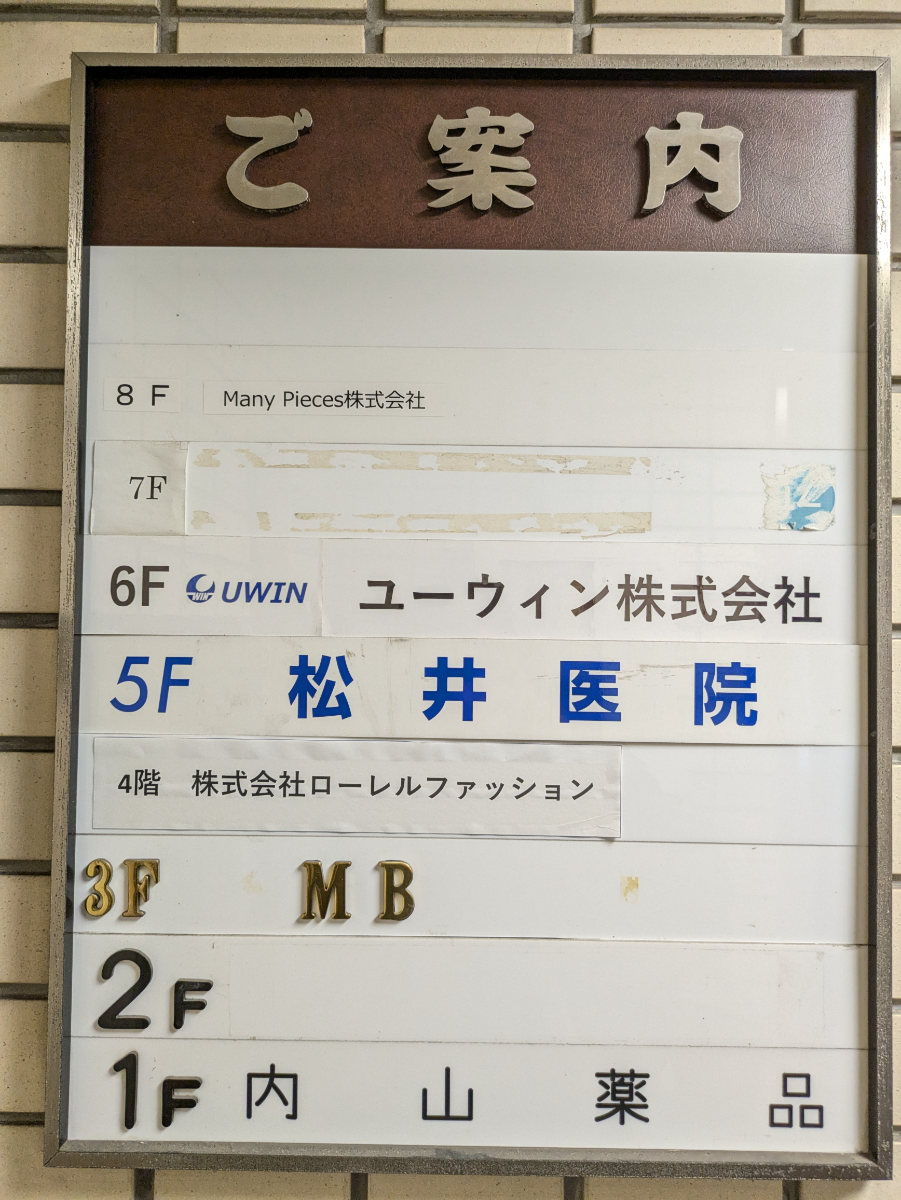 ご案内
8F Many Pieces株式会社
7F
6F UWIN ユーウィン株式会社
5F 松井医院
4階 株式会社ローレルファッション
3F MB
2F
1F 内山薬品